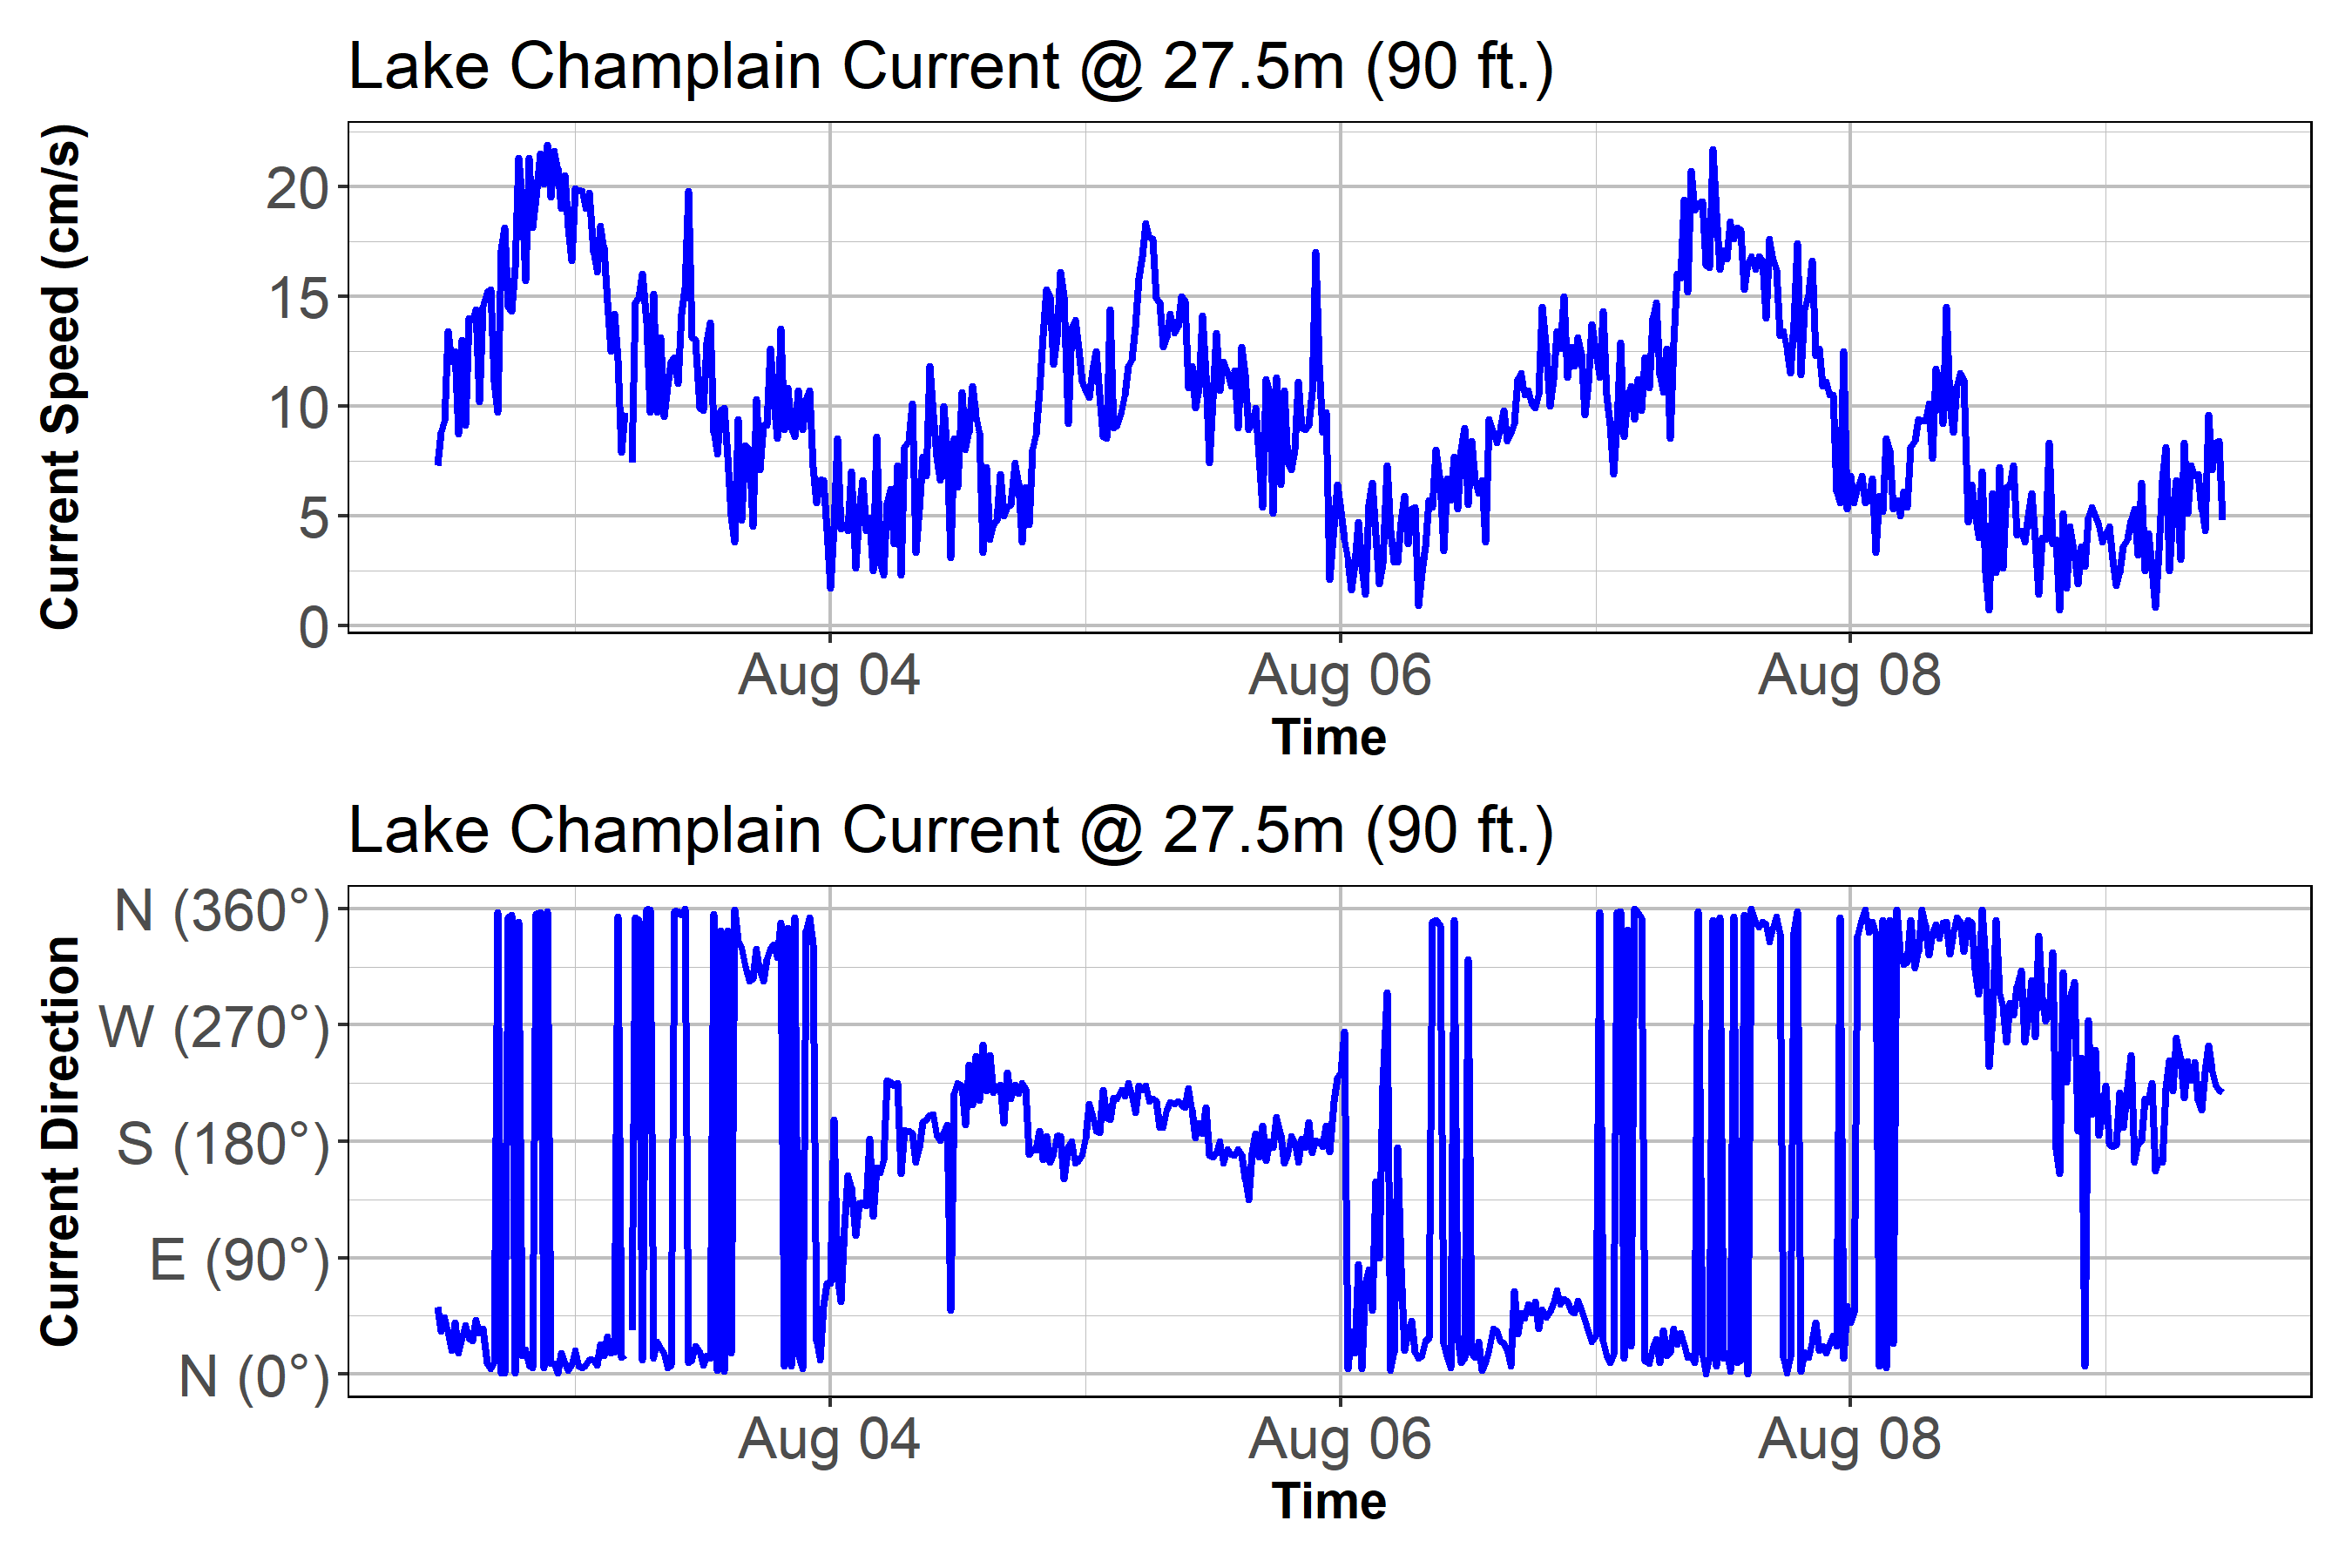 Lake Champlain Current @ 27.5m (90 ft.)
Current Speed (cm/s)
20
15
10
5
0
Aug 04 Aug 06 Aug 08
Time
Lake Champlain Current @ 27.5m (90 ft.)
Current Direction
N (360°)
W (270°)
S (180°)
E (90°)
N (0°)
Aug 04 Aug 06 Aug 08
Time